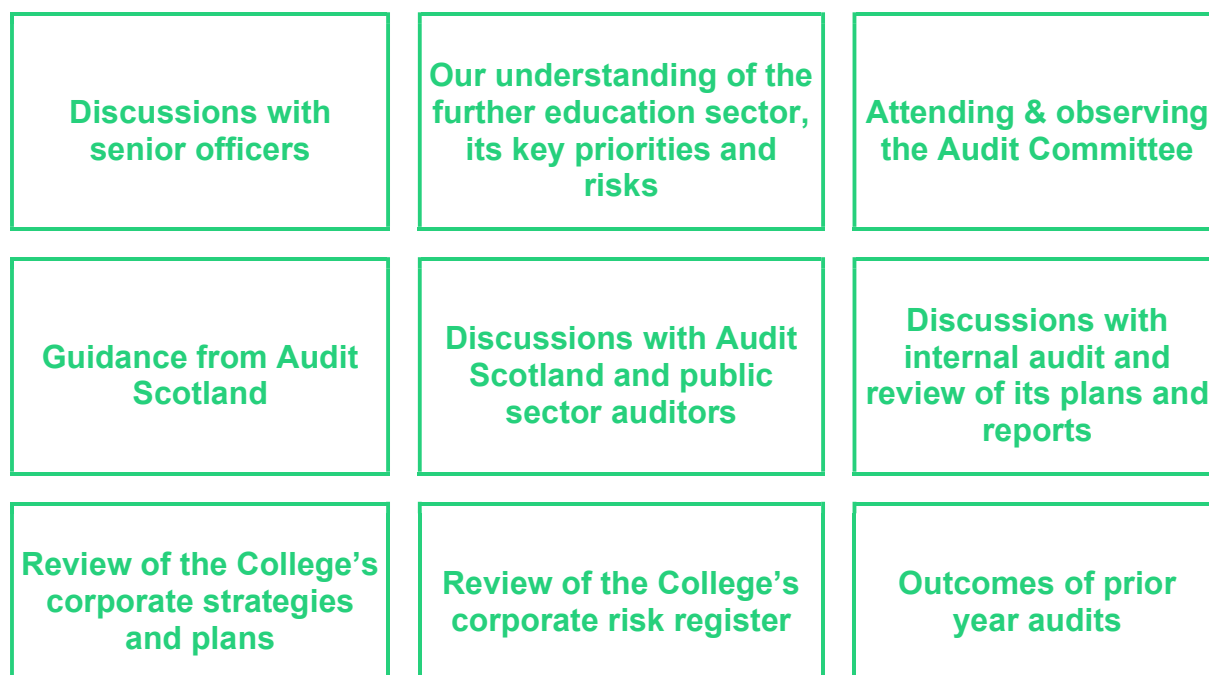 Discussions with
senior officers
Our understanding of the
further education sector,
its key priorities and
risks
Attending & observing
the Audit Committee
Guidance from Audit
Scotland
Discussions with Audit
Scotland and public
sector auditors
Discussions with
internal audit and
review of its plans and
reports
Review of the College’s
corporate strategies
and plans
Review of the College’s
corporate risk register
Outcomes of prior
year audits